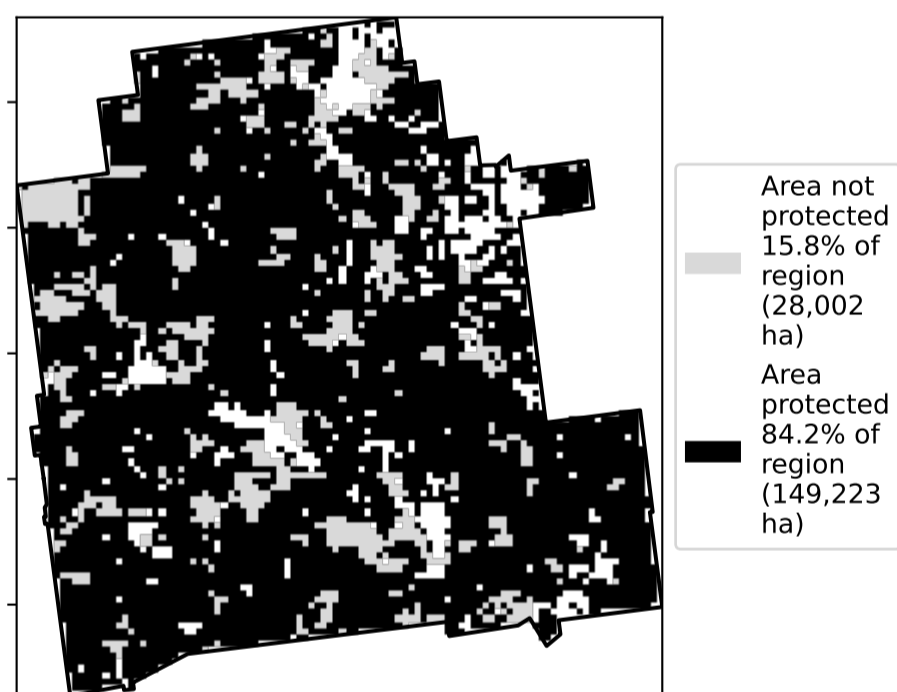 Area not
protected
15.8% of
region
(28,002
ha)
Area
protected
84.2% of
region
(149,223
ha)